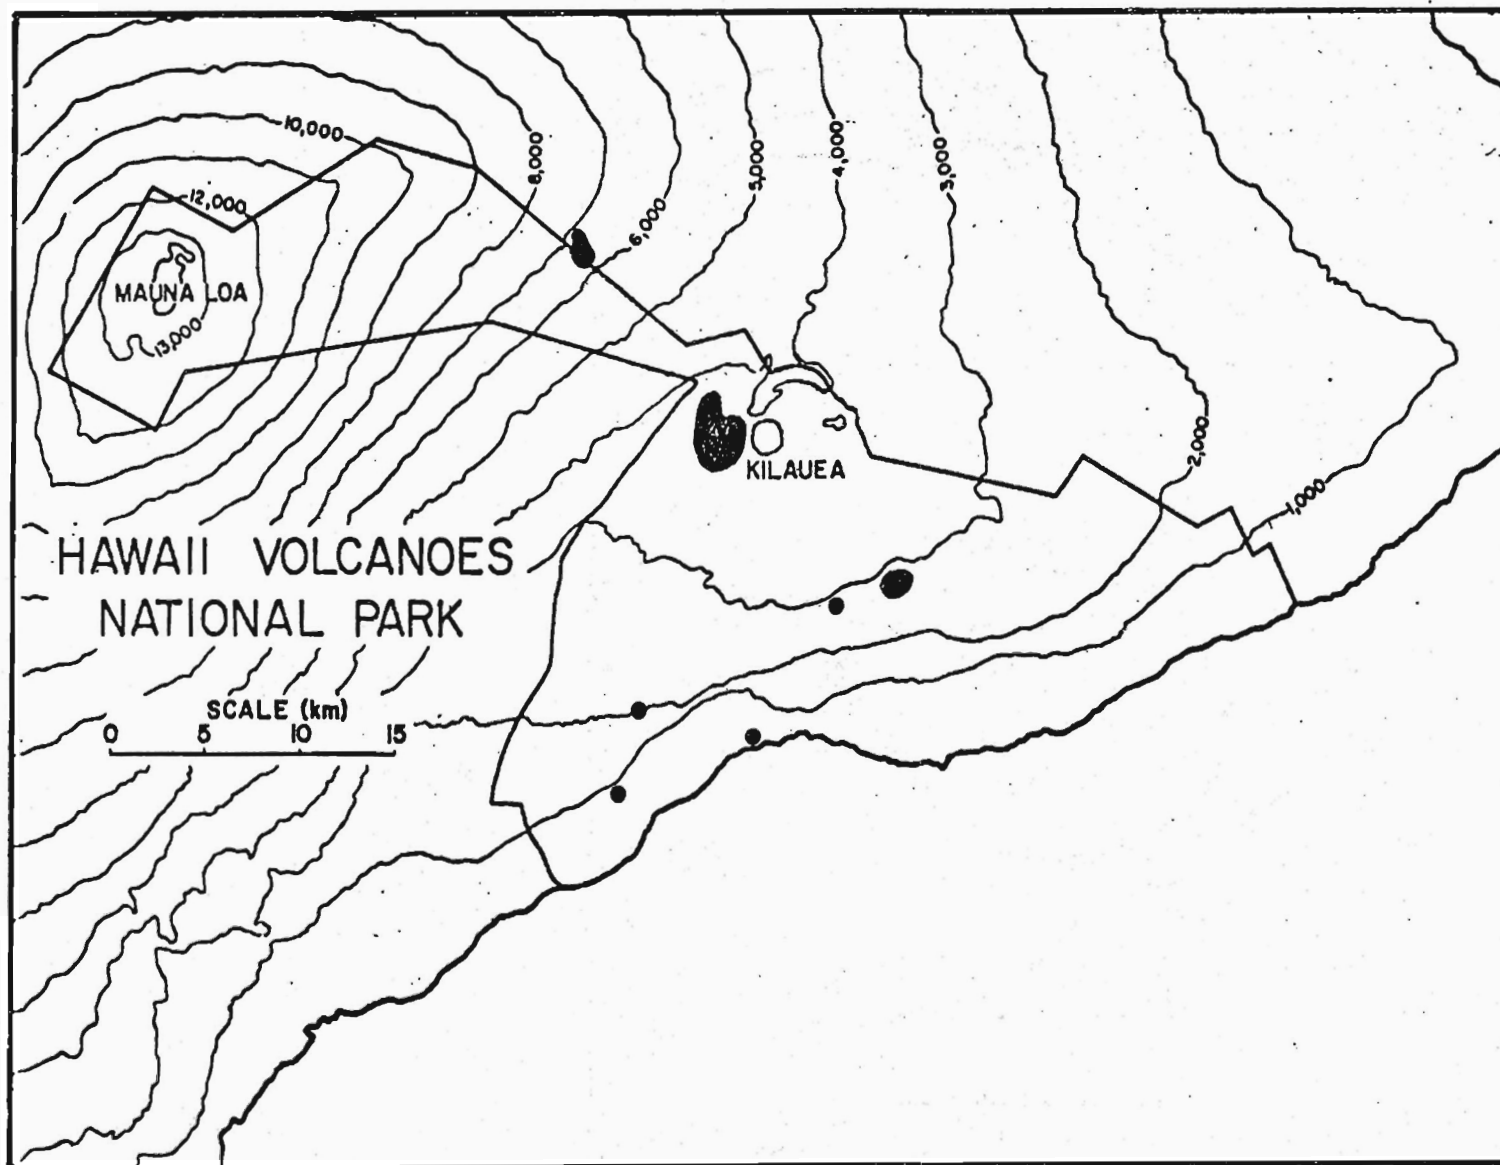 10,000
8,000
6,000
5,000
4,000
3,000
12,000
MAUNA LOA
13,000
KILAUEA
2,000
1,000
HAWAII VOLCANOES
NATIONAL PARK
SCALE (km)
0 5 10 15